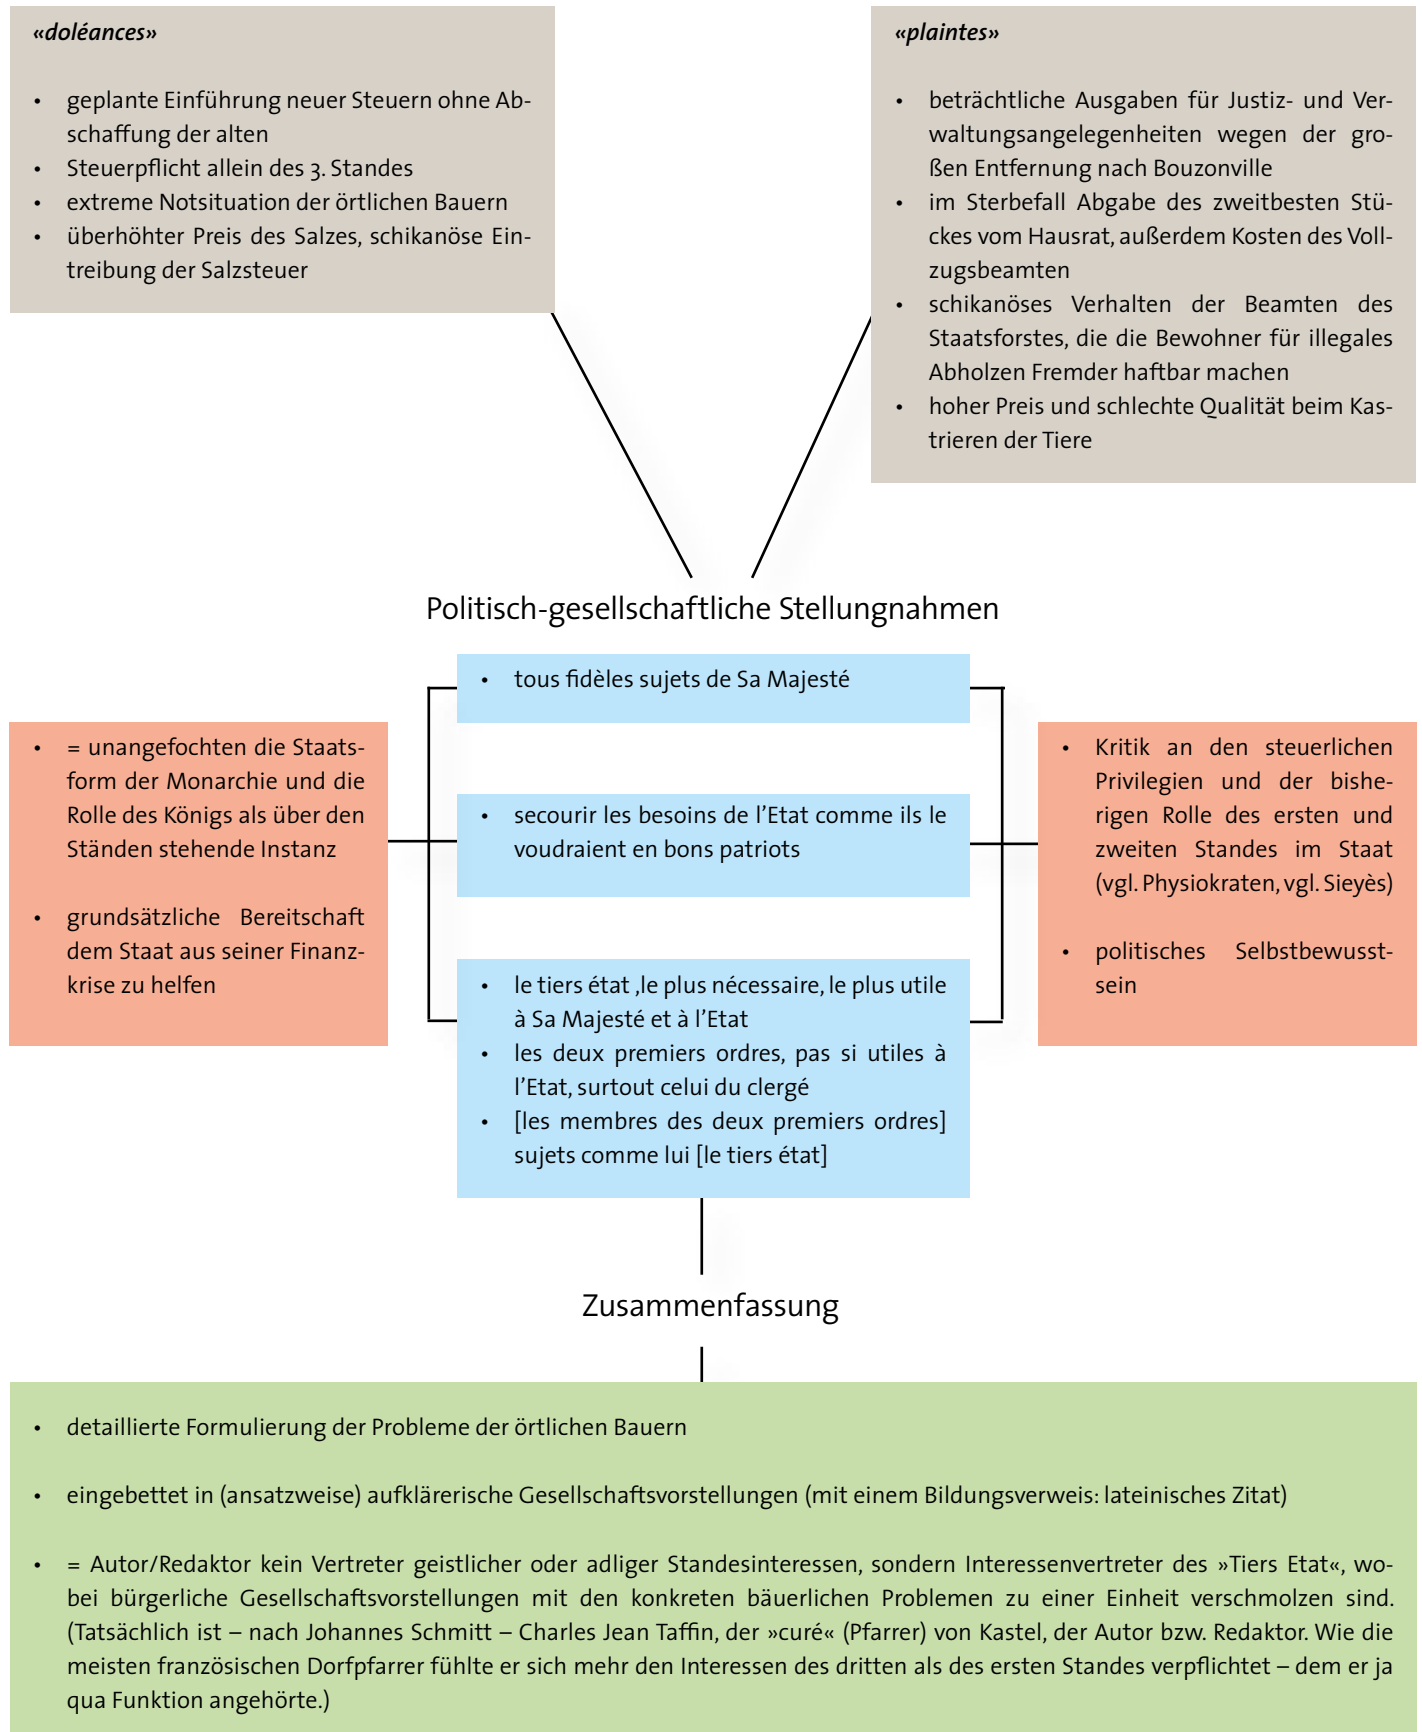 «doléances»
• geplante Einführung neuer Steuern ohne Ab-
schaffung der alten
• Steuerpflicht allein des 3. Standes
• extreme Notsituation der örtlichen Bauern
• überhöhter Preis des Salzes, schikanöse Ein-
treibung der Salzsteuer
«plaintes»
• beträchtliche Ausgaben für Justiz- und Ver-
waltungsangelegenheiten wegen der gro-
ßen Entfernung nach Bouzonville
• im Sterbefall Abgabe des zweitbesten Stü-
ckes vom Hausrat, außerdem Kosten des Voll-
zugsbeamten
• schikanöses Verhalten der Beamten des
Staatsforstes, die die Bewohner für illegales
Abholzen Fremder haftbar machen
• hoher Preis und schlechte Qualität beim Kas-
trieren der Tiere
Politisch-gesellschaftliche Stellungnahmen
• = unangefochten die Staats-
form der Monarchie und die
Rolle des Königs als über den
Ständen stehende Instanz
• grundsätzliche Bereitschaft
dem Staat aus seiner Finanz-
krise zu helfen
• tous fidèles sujets de Sa Majesté
• secourir les besoins de l'Etat comme ils le
voudraient en bons patriots
• le tiers état ,le plus nécessaire, le plus utile
à Sa Majesté et à l'Etat
• les deux premiers ordres, pas si utiles à
l'Etat, surtout celui du clergé
• [les membres des deux premiers ordres]
sujets comme lui [le tiers état]
• Kritik an den steuerlichen
Privilegien und der bishe-
rigen Rolle des ersten und
zweiten Standes im Staat
(vgl. Physiokraten, vgl. Sieyès)
• politisches Selbstbewusst-
sein
Zusammenfassung
• detaillierte Formulierung der Probleme der örtlichen Bauern
• eingebettet in (ansatzweise) aufklärerische Gesellschaftsvorstellungen (mit einem Bildungsverweis: lateinisches Zitat)
• = Autor/Redaktor kein Vertreter geistlicher oder adliger Standesinteressen, sondern Interessenvertreter des »Tiers Etat«, wo-
bei bürgerliche Gesellschaftsvorstellungen mit den konkreten bäuerlichen Problemen zu einer Einheit verschmolzen sind.
(Tatsächlich ist – nach Johannes Schmitt – Charles Jean Taffin, der »curé« (Pfarrer) von Kastel, der Autor bzw. Redaktor. Wie die
meisten französischen Dorfpfarrer fühlte er sich mehr den Interessen des dritten als des ersten Standes verpflichtet – dem er ja
qua Funktion angehörte.)